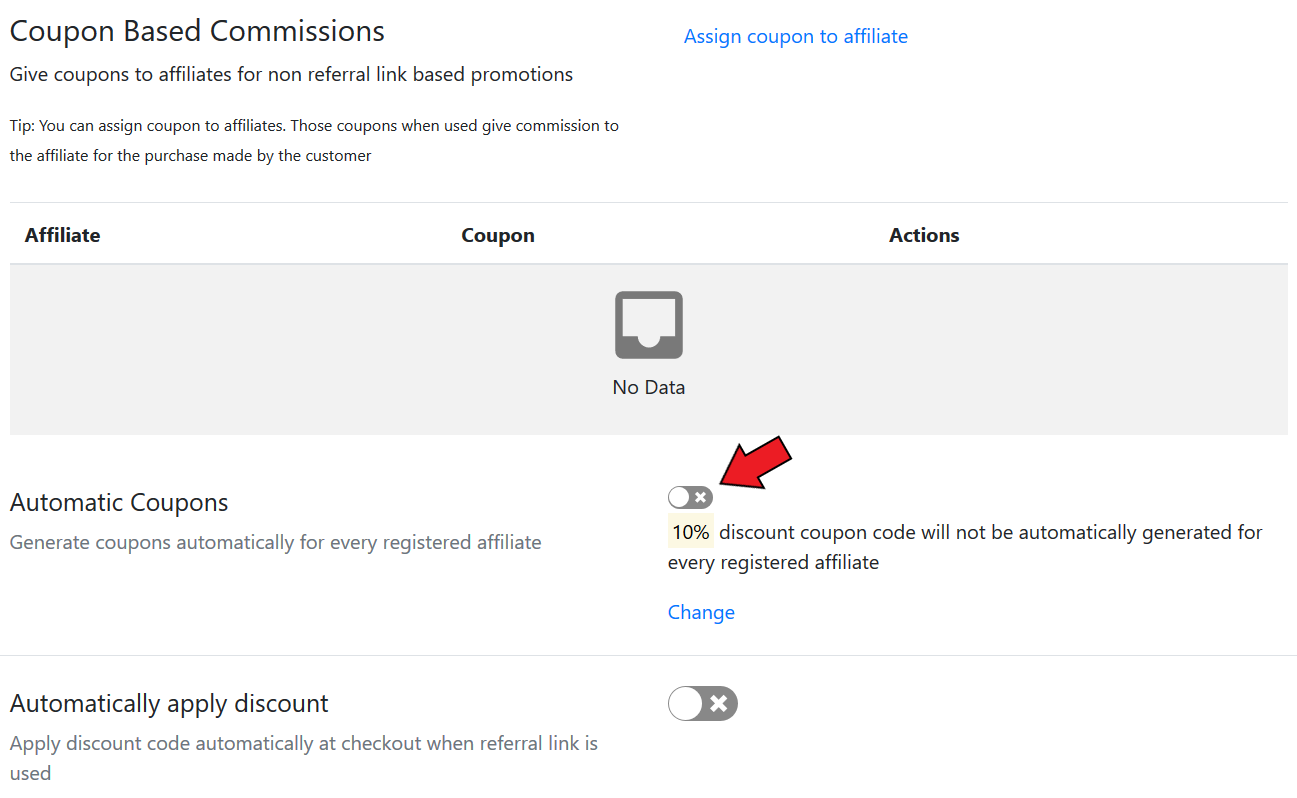 Coupon Based Commissions
Assign coupon to affiliate
Give coupons to affiliates for non referral link based promotions
Tip: You can assign coupon to affiliates. Those coupons when used give commission to
the affiliate for the purchase made by the customer
Affiliate Coupon Actions
No Data
Automatic Coupons
Generate coupons automatically for every registered affiliate
10% discount coupon code will not be automatically generated for
every registered affiliate
Change
Automatically apply discount
Apply discount code automatically at checkout when referral link is
used